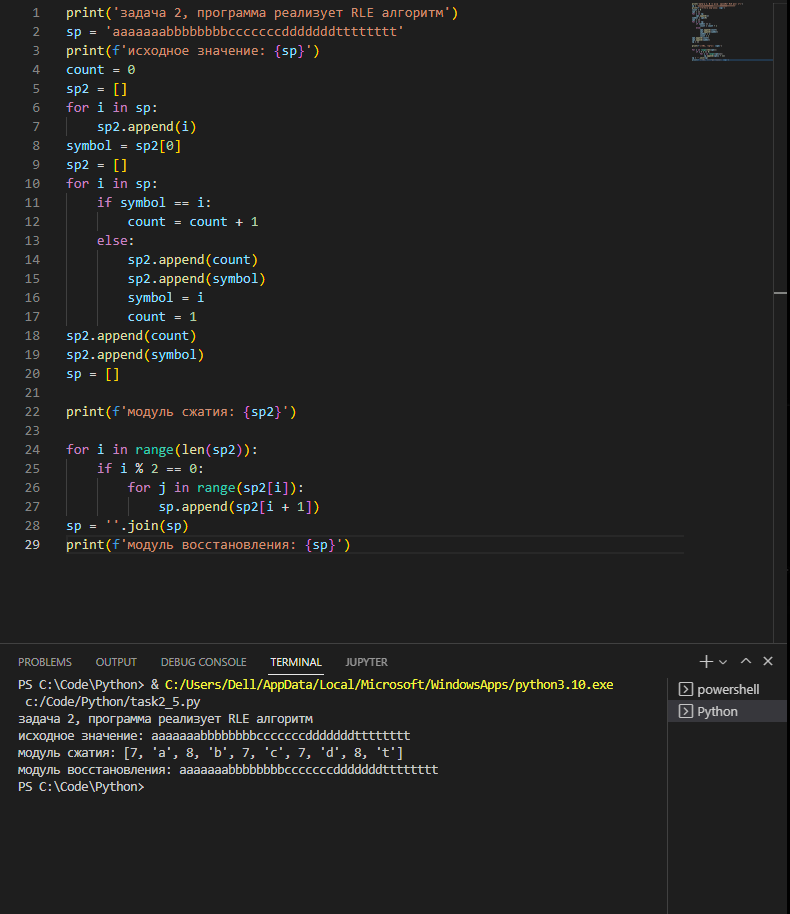 1 print('задача 2, программа реализует RLE алгоритм')
2 sp = 'aaaaaaabbbbbbbbcccccccdddddddtttttttt'
3 print(f'исходное значение: {sp}')
4 count = 0
5 sp2 = []
6 for i in sp:
7     sp2.append(i)
8 symbol = sp2[0]
9 sp2 = []
10 for i in sp:
11     if symbol == i:
12         count = count + 1
13     else:
14         sp2.append(count)
15         sp2.append(symbol)
16         symbol = i
17         count = 1
18 sp2.append(count)
19 sp2.append(symbol)
20 sp = []
21
22 print(f'модуль сжатия: {sp2}')
23
24 for i in range(len(sp2)):
25     if i % 2 == 0:
26         for j in range(sp2[i]):
27             sp.append(sp2[i + 1])
28 sp = ''.join(sp)
29 print(f'модуль восстановления: {sp}')
PROBLEMS OUTPUT DEBUG CONSOLE TERMINAL JUPYTER
PS C:\Code\Python> & C:/Users/Dell/AppData/Local/Microsoft/WindowsApps/python3.10.exe
c:/Code/Python/task2_5.py
задача 2, программа реализует RLE алгоритм
исходное значение: aaaaaaabbbbbbbbcccccccdddddddtttttttt
модуль сжатия: [7, 'a', 8, 'b', 7, 'c', 7, 'd', 8, 't']
модуль восстановления: aaaaaaabbbbbbbbcccccccdddddddtttttttt
PS C:\Code\Python>
powershell
Python